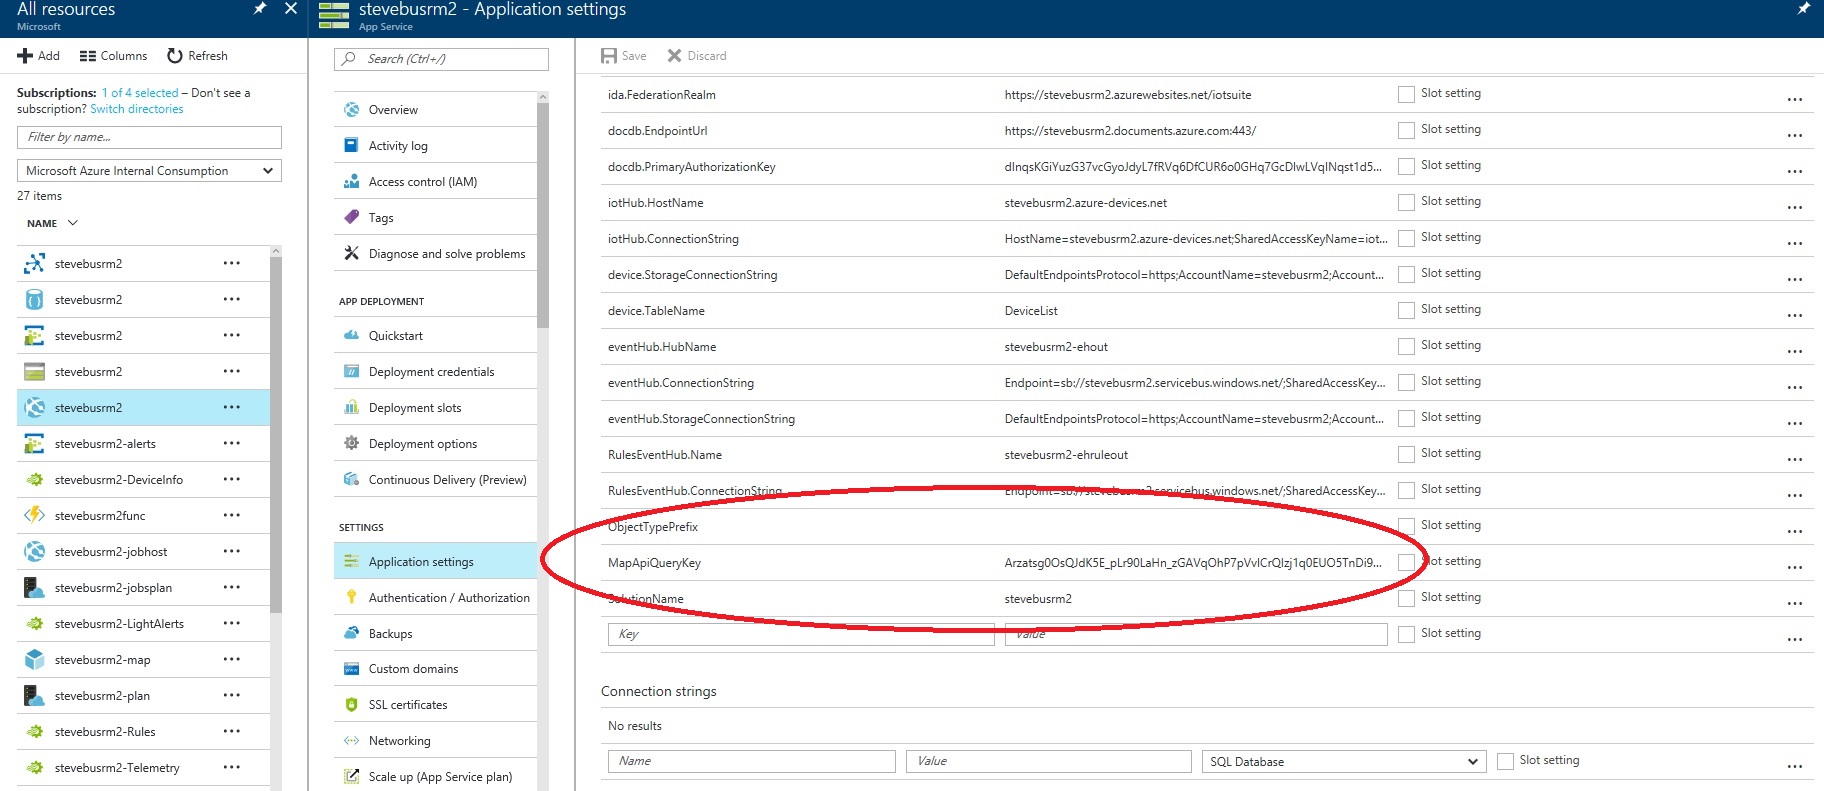 All resources
Microsoft
Add Columns Refresh
Subscriptions: 1 of 4 selected – Don't see a
subscription? Switch directories
Filter by name...
Microsoft Azure Internal Consumption
27 items
NAME
stevebusrm2
stevebusrm2
stevebusrm2
stevebusrm2
stevebusrm2
stevebusrm2-alerts
stevebusrm2-DeviceInfo
stevebusrm2func
stevebusrm2-jobhost
stevebusrm2-jobsplan
stevebusrm2-LightAlerts
stevebusrm2-map
stevebusrm2-plan
stevebusrm2-Rules
stevebusrm2-Telemetry
stevebusrm2 - Application settings
App Service
Search (Ctrl+/)
Overview
Activity log
Access control (IAM)
Tags
Diagnose and solve problems
APP DEPLOYMENT
Quickstart
Deployment credentials
Deployment slots
Deployment options
Continuous Delivery (Preview)
SETTINGS
Application settings
Authentication / Authorization
Backups
Custom domains
SSL certificates
Networking
Scale up (App Service plan)
Save Discard
ida.FederationRealm https://stevebusrm2.azurewebsites.net/iotsuite Slot setting
docdb.EndpointUrl https://stevebusrm2.documents.azure.com:443/ Slot setting
docdb.PrimaryAuthorizationKey Slot setting
iotHub.HostName stevebusrm2.azure-devices.net Slot setting
iotHub.ConnectionString HostName=stevebusrm2.azure-devices.net;SharedAccessKeyName=iot... Slot setting
device.StorageConnectionString DefaultEndpointsProtocol=https;AccountName=stevebusrm2;Account... Slot setting
device.TableName DeviceList Slot setting
eventHub.HubName stevebusrm2-ehout Slot setting
eventHub.ConnectionString Endpoint=sb://stevebusrm2.servicebus.windows.net/;SharedAccessKey... Slot setting
eventHub.StorageConnectionString DefaultEndpointsProtocol=https;AccountName=stevebusrm2;Account... Slot setting
RulesEventHub.Name stevebusrm2-ehruleout Slot setting
RulesEventHub.ConnectionString Endpoint=sb://stevebusrm2.servicebus.windows.net/;SharedAccessKey... Slot setting
ObjectTypePrefix Slot setting
MapApiQueryKey Slot setting
SolutionName stevebusrm2 Slot setting
Key Value Slot setting
Connection strings
No results
Name Value SQL Database Slot setting